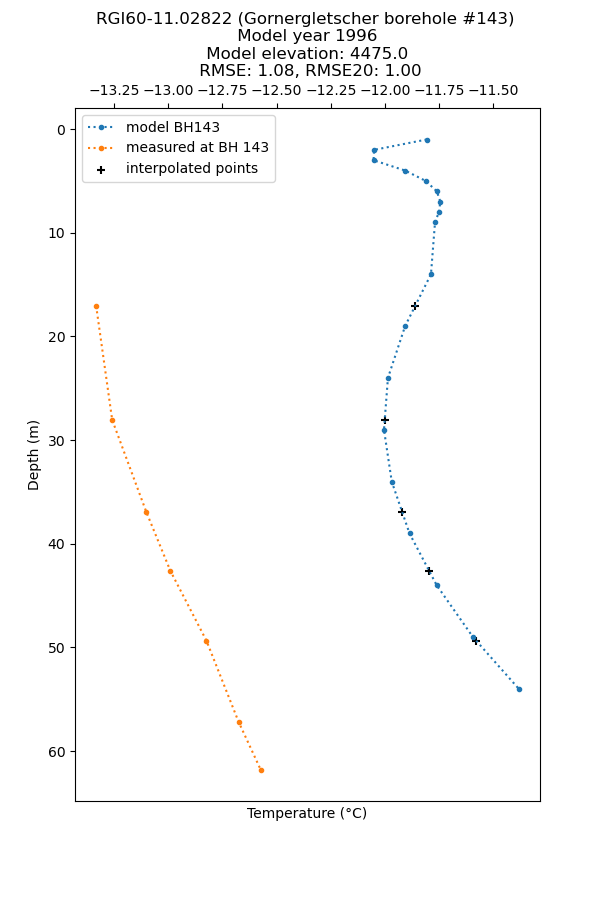 RGI60-11.02822 (Gornergletscher borehole #143)
Model year 1996
Model elevation: 4475.0
RMSE: 1.08, RMSE20: 1.00
−13.25 −13.00 −12.75 −12.50 −12.25 −12.00 −11.75 −11.50
model BH143
measured at BH 143
interpolated points
0
10
20
30
40
50
60
Depth (m)
Temperature (°C)